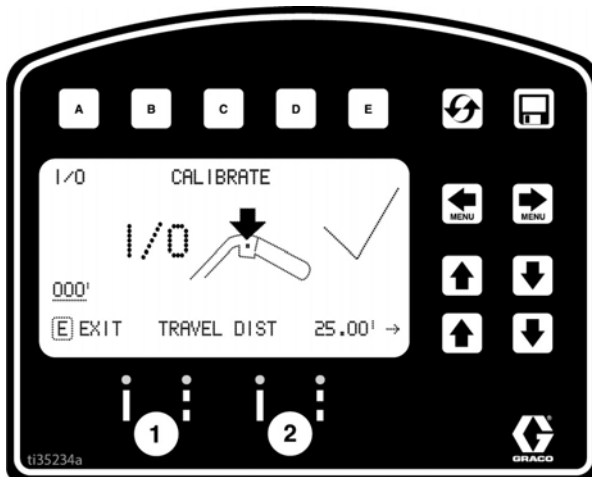 A B C D E
I/O CALIBRATE
I/O
MENU MENU
000'
E EXIT TRAVEL DIST 25.00' →
1 2
ti35234a
GRACO